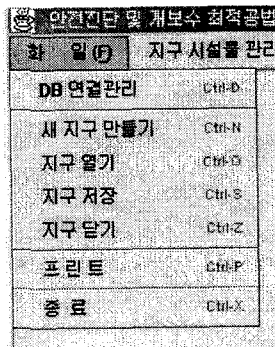 안전진단 및 개보수 최적공법
화 일(F) 지구 시설물 관리
DB 연결관리 Ctrl-D
새 지구 만들기 Ctrl-N
지구 열기 Ctrl-O
지구 저장 Ctrl-S
지구 닫기 Ctrl-Z
프린트 Ctrl-P
종 료 Ctrl-X